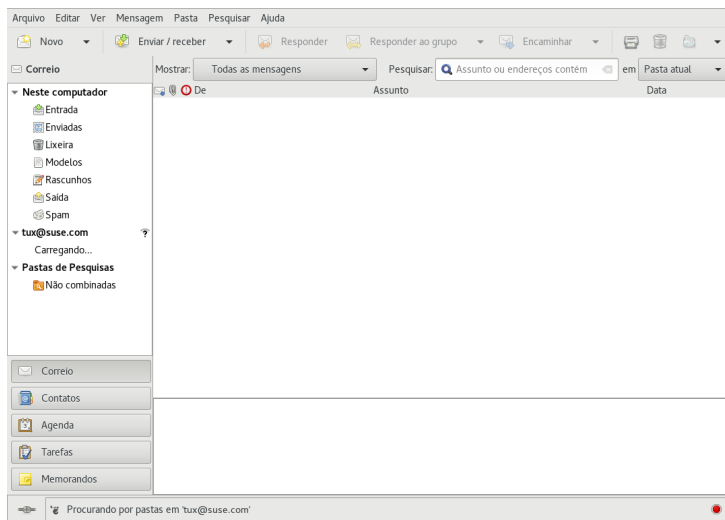 Arquivo Editar Ver Mensagem Pasta Pesquisar Ajuda
Novo Enviar / receber Responder Responder ao grupo Encaminhar
Correio Mostrar: Todas as mensagens Pesquisar: Assunto ou endereços contém em Pasta atual
De Assunto Data
Neste computador
Entrada
Enviadas
Lixeira
Modelos
Rascunhos
Saída
Spam
tux@suse.com
Carregando...
Pastas de Pesquisas
Não combinadas
Correio
Contatos
Agenda
Tarefas
Memorandos
Procurando por pastas em 'tux@suse.com'